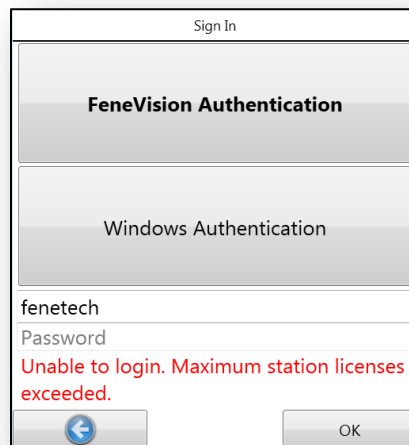 Sign In
FeneVision Authentication
Windows Authentication
fenetech
Password
Unable to login. Maximum station licenses
exceeded.
OK